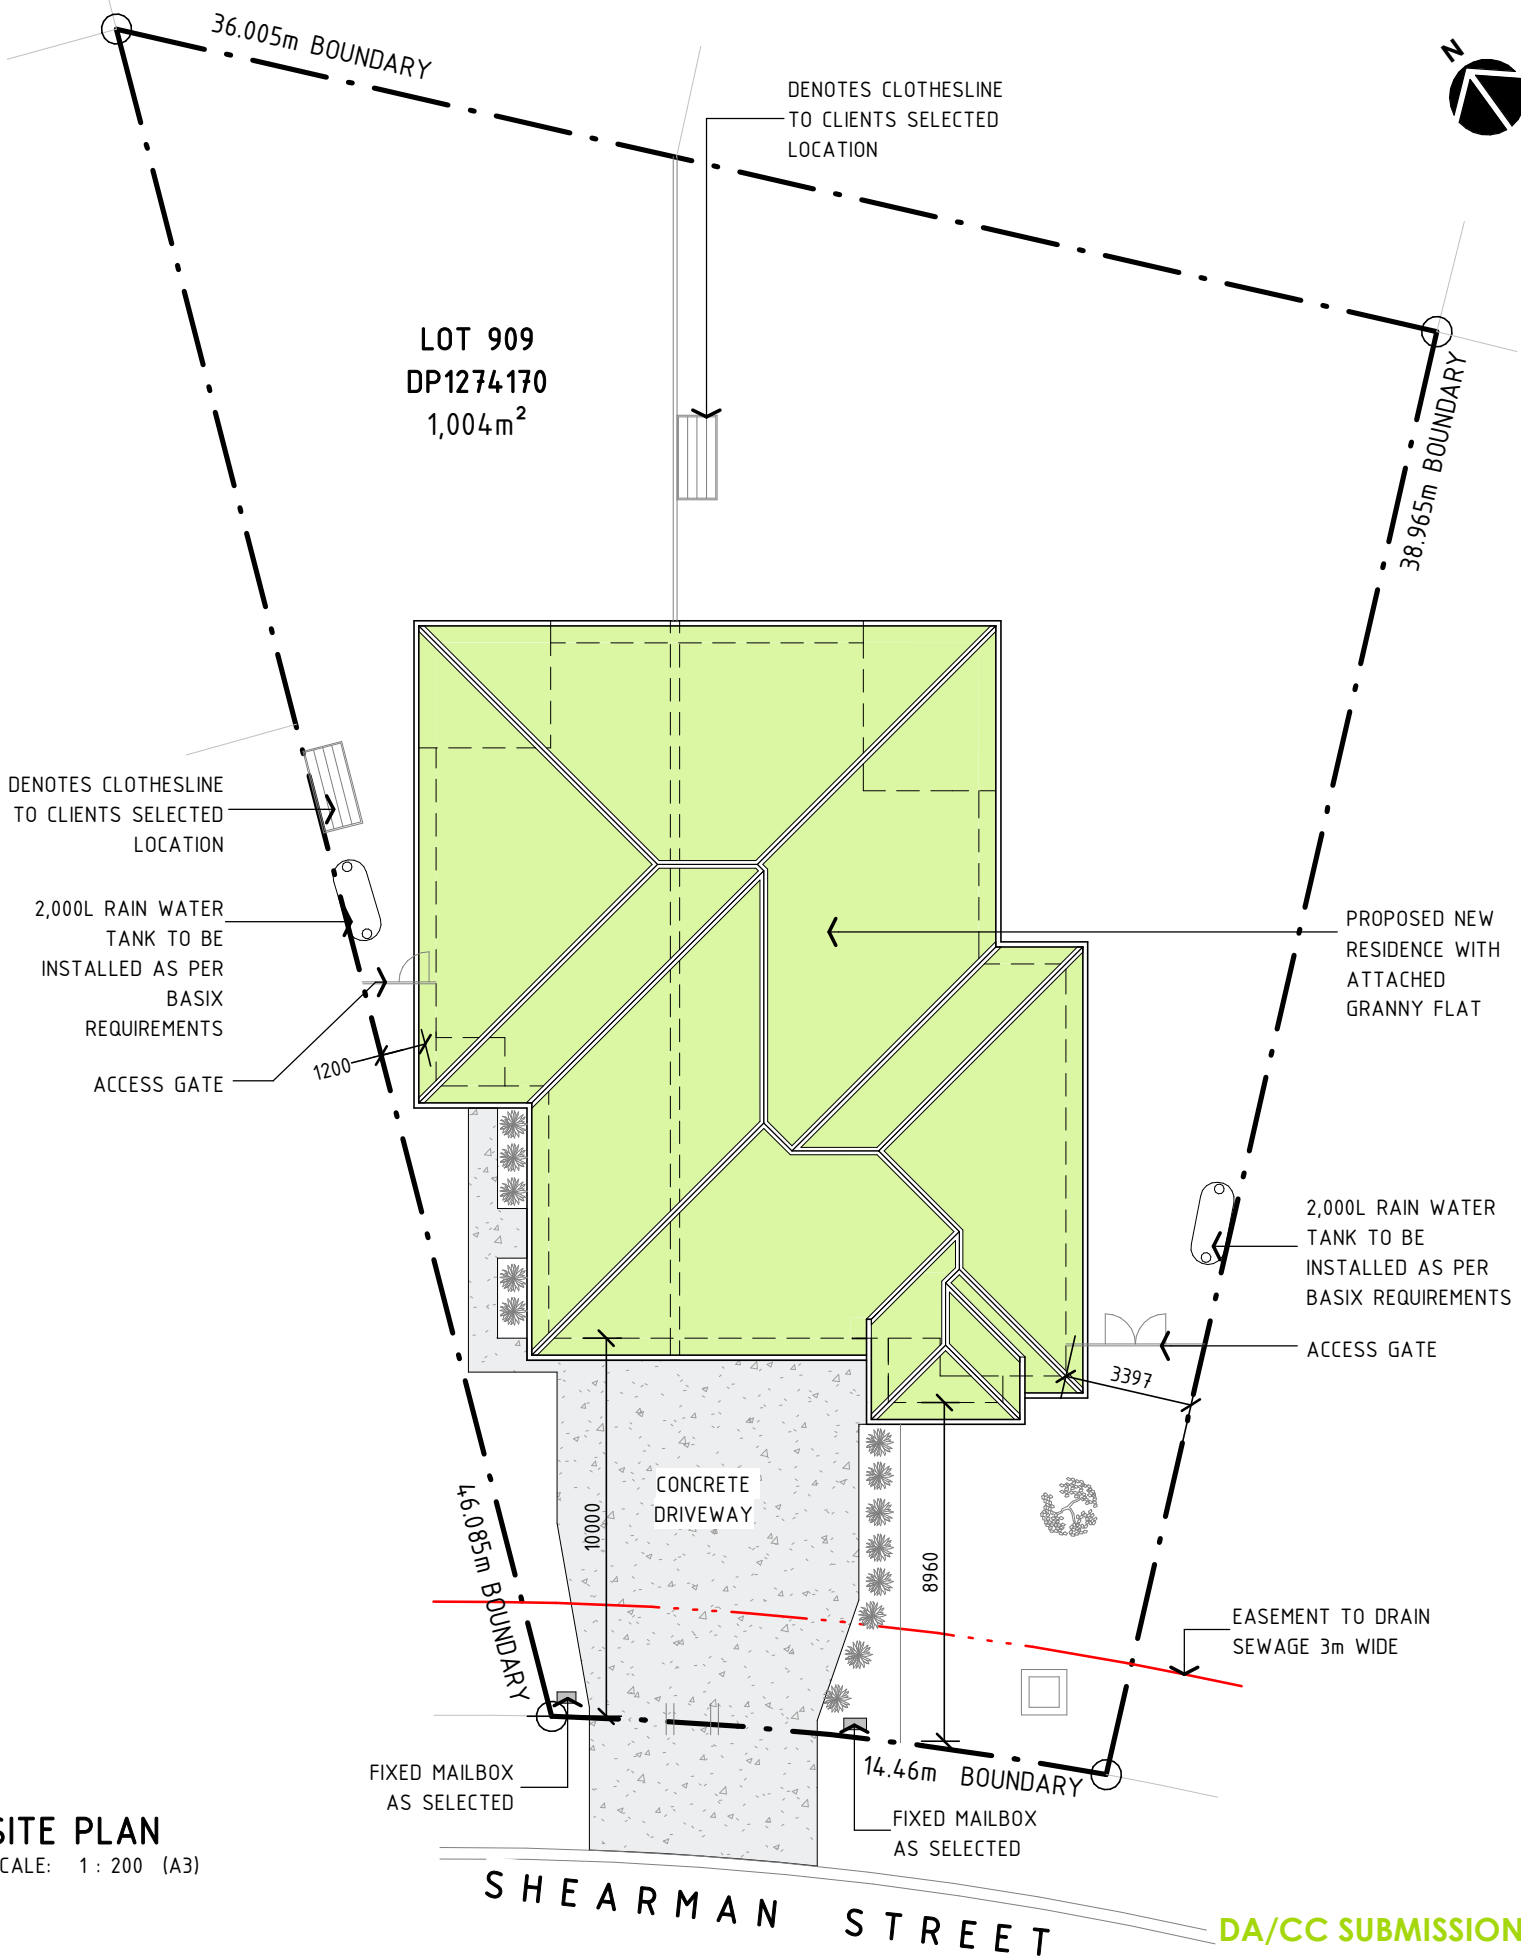 36.005m BOUNDARY
N
DENOTES CLOTHESLINE
TO CLIENTS SELECTED
LOCATION
LOT 909
DP1274170
1,004m²
38.965m BOUNDARY
DENOTES CLOTHESLINE
TO CLIENTS SELECTED
LOCATION
2,000L RAIN WATER
TANK TO BE
INSTALLED AS PER
BASIX
REQUIREMENTS
ACCESS GATE
1200
PROPOSED NEW
RESIDENCE WITH
ATTACHED
GRANNY FLAT
2,000L RAIN WATER
TANK TO BE
INSTALLED AS PER
BASIX REQUIREMENTS
ACCESS GATE
3397
CONCRETE
DRIVEWAY
10000
8960
46.085m BOUNDARY
EASEMENT TO DRAIN
SEWAGE 3m WIDE
14.46m BOUNDARY
FIXED MAILBOX
AS SELECTED
FIXED MAILBOX
AS SELECTED
SITE PLAN
CALE: 1 : 200 (A3)
SHEARMAN STREET
DA/CC SUBMISSION